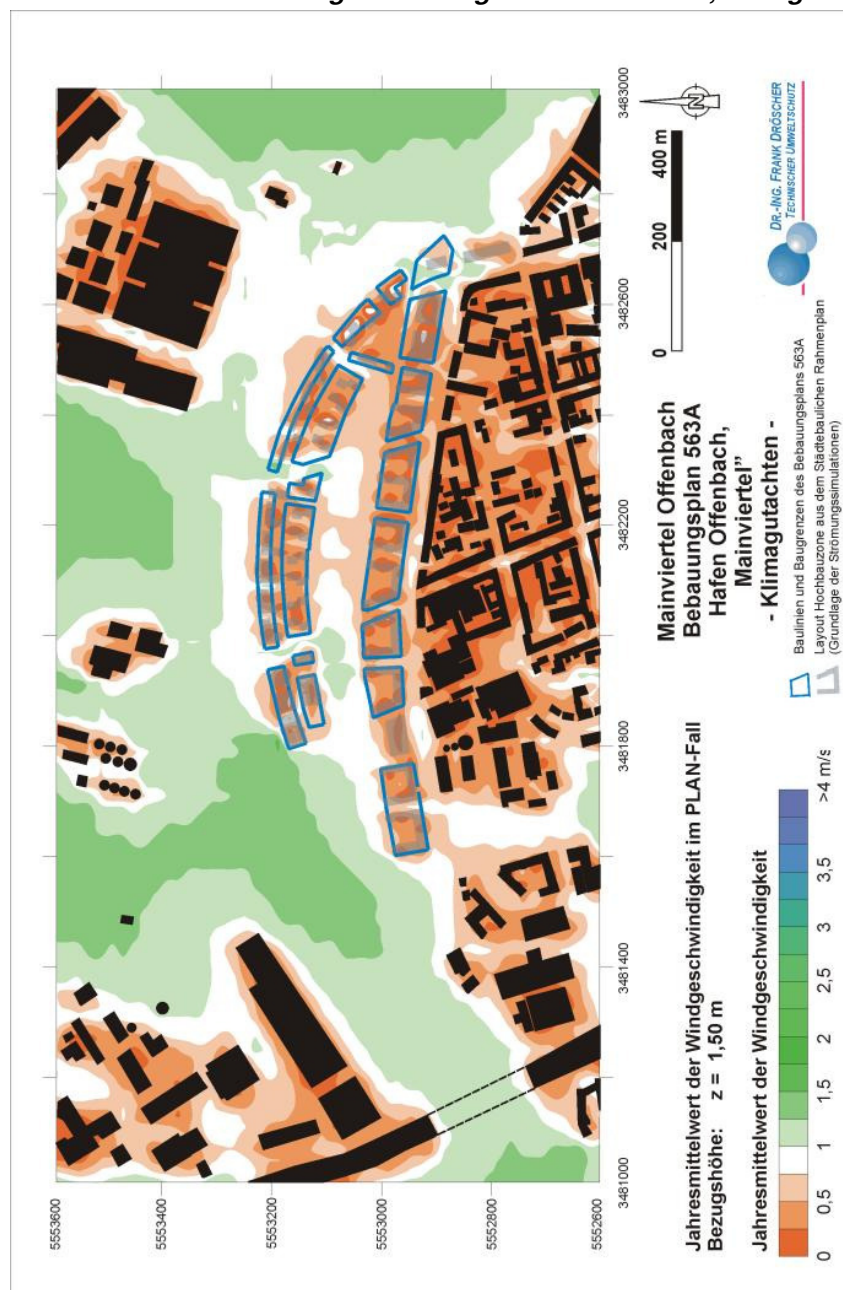 5553600
5553400
5553200
5553000
5552800
5552600
3481000
3481400
3481800
3482200
3482600
3483000
Jahresmittelwert der Windgeschwindigkeit im PLAN-Fall
Bezugshöhe: z = 1,50 m
Jahresmittelwert der Windgeschwindigkeit
0
0,5
1
1,5
2
2,5
3
3,5
>4 m/s
Mainviertel Offenbach
Bebauungsplan 563A
Hafen Offenbach,
Mainviertel”
- Klimagutachten -
0
200
400 m
N
Baulinien und Baugrenzen des Bebauungsplans 563A
Layout Hochbauzone aus dem Städtebaulichen Rahmenplan
(Grundlage der Strömungssimulationen)
DR.-ING. FRANK DRÖSCHER
TECHNISCHER UMWELTSCHUTZ